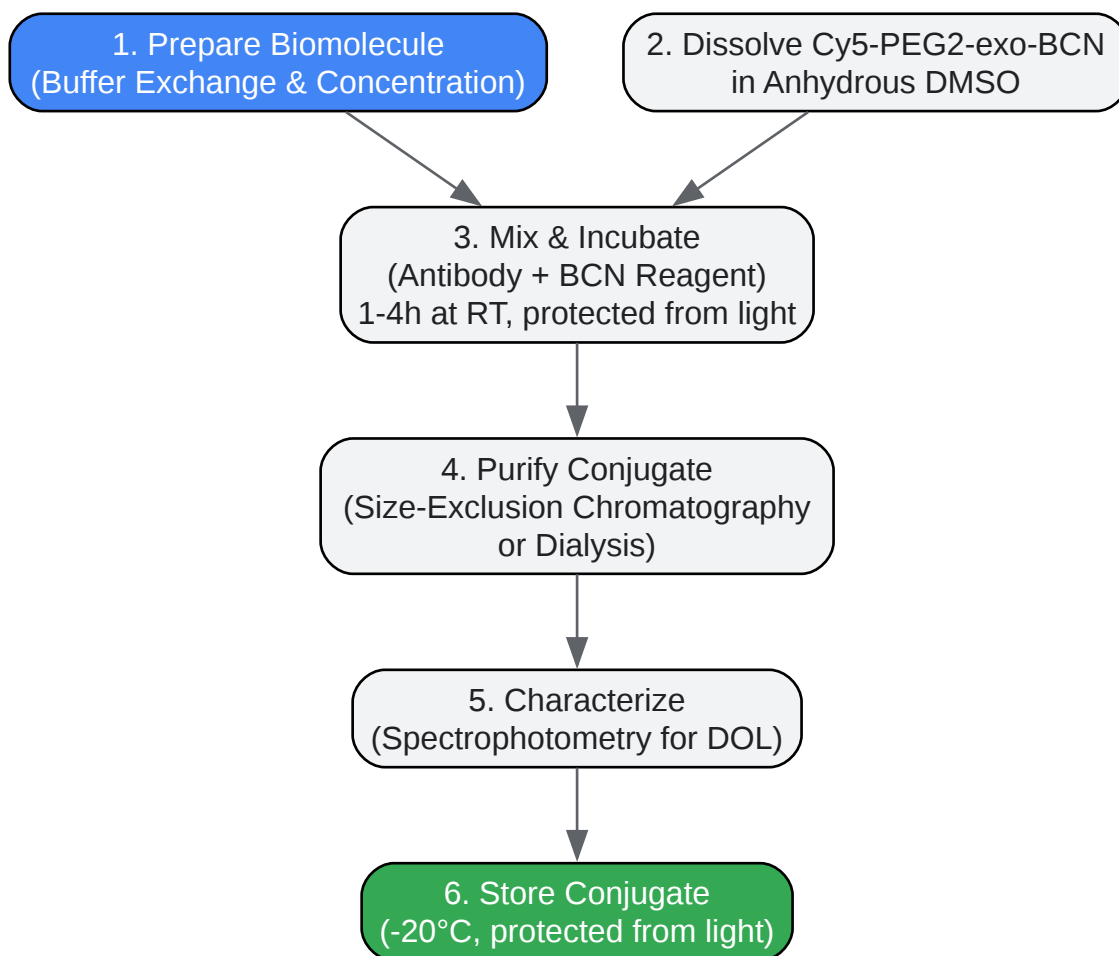 1. Prepare Biomolecule
(Buffer Exchange & Concentration)
2. Dissolve Cy5-PEG2-exo-BCN
in Anhydrous DMSO
3. Mix & Incubate
(Antibody + BCN Reagent)
1-4h at RT, protected from light
4. Purify Conjugate
(Size-Exclusion Chromatography
or Dialysis)
5. Characterize
(Spectrophotometry for DOL)
6. Store Conjugate
(-20°C, protected from light)